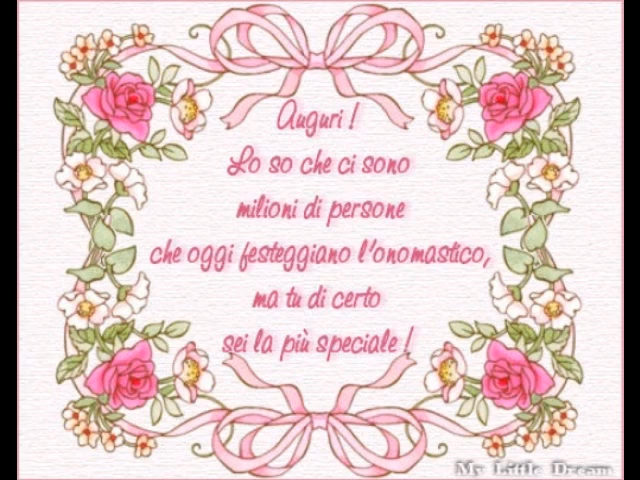 Auguri !
Lo so che ci sono
milioni di persone
che oggi festeggiano l'onomastico,
ma tu di certo
sei la più speciale !
My Little Dream